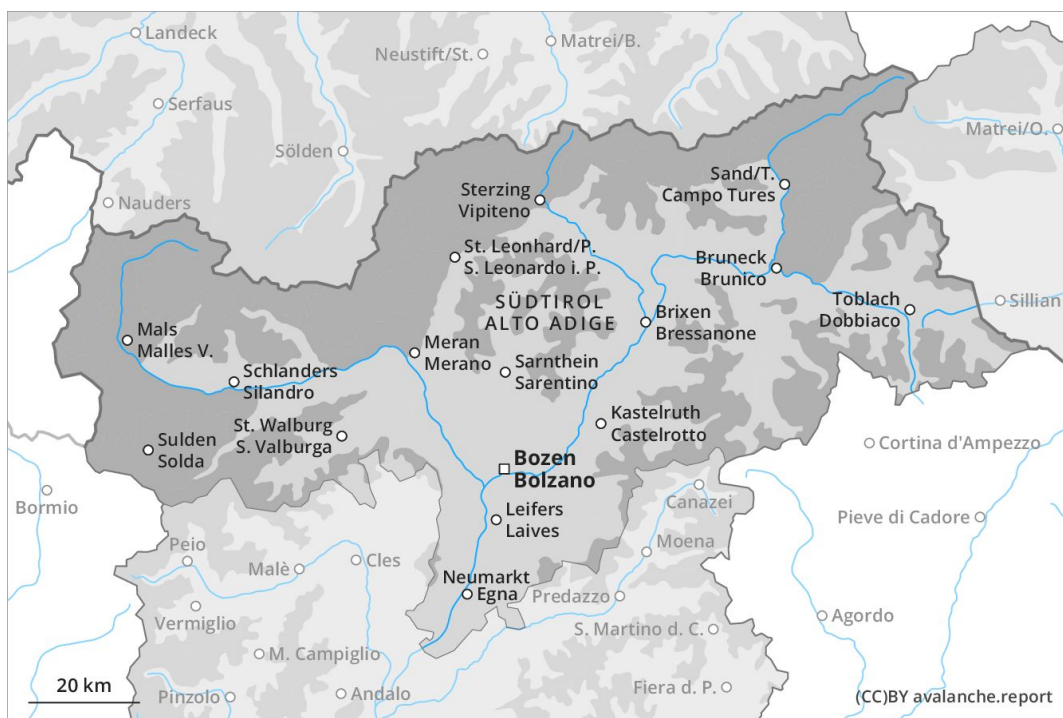 Landeck
Neustift/St.
Matrei/B.
Serfaus
Matrei/O.
Sölden
Sand/T.
Campo Tures
Sterzing
Vipiteno
Nauders
St. Leonhard/P.
S. Leonardo i. P.
Bruneck
Brunico
SÜDTIROL
ALTO ADIGE
Toblach
Dobbiaco
Sillian
Brixen
Bressanone
Mals
Malles V.
Meran
Merano
Sarnthein
Sarentino
Schlanders
Silandro
Kastelruth
Castelrotto
St. Walburg
S. Valburga
Sulden
Solda
Cortina d'Ampezzo
Bozen
Bolzano
Bormio
Canazei
Leifers
Laives
Pieve di Cadore
Peio
Malè
Cles
Moena
Neumarkt
Egna
Predazzo
Vermiglio
Agordo
S. Martino d. C.
M. Campiglio
20 km
Pinzolo
Andalo
Fiera d. P.
(CC)BY avalanche.report